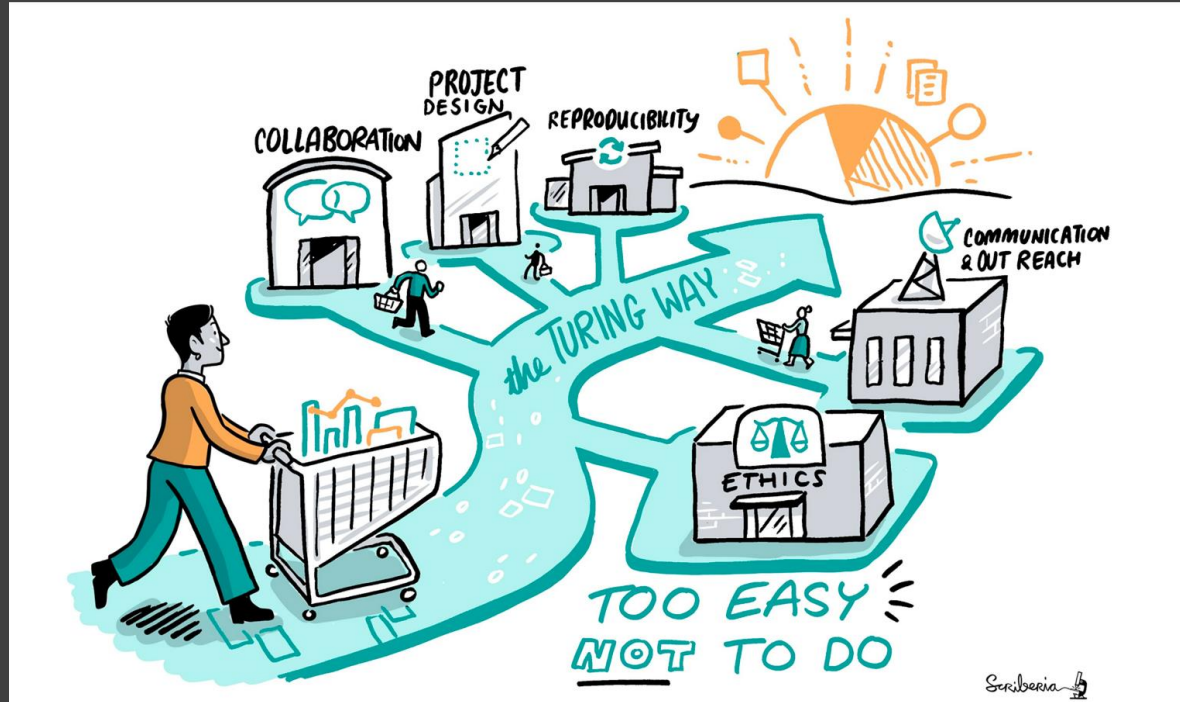 PROJECT
DESIGN
COLLABORATION
REPRODUCIBILITY
COMMUNICATION
& OUT REACH
the TURING WAY
ETHICS
TOO EASY
NOT TO DO
Scriberia